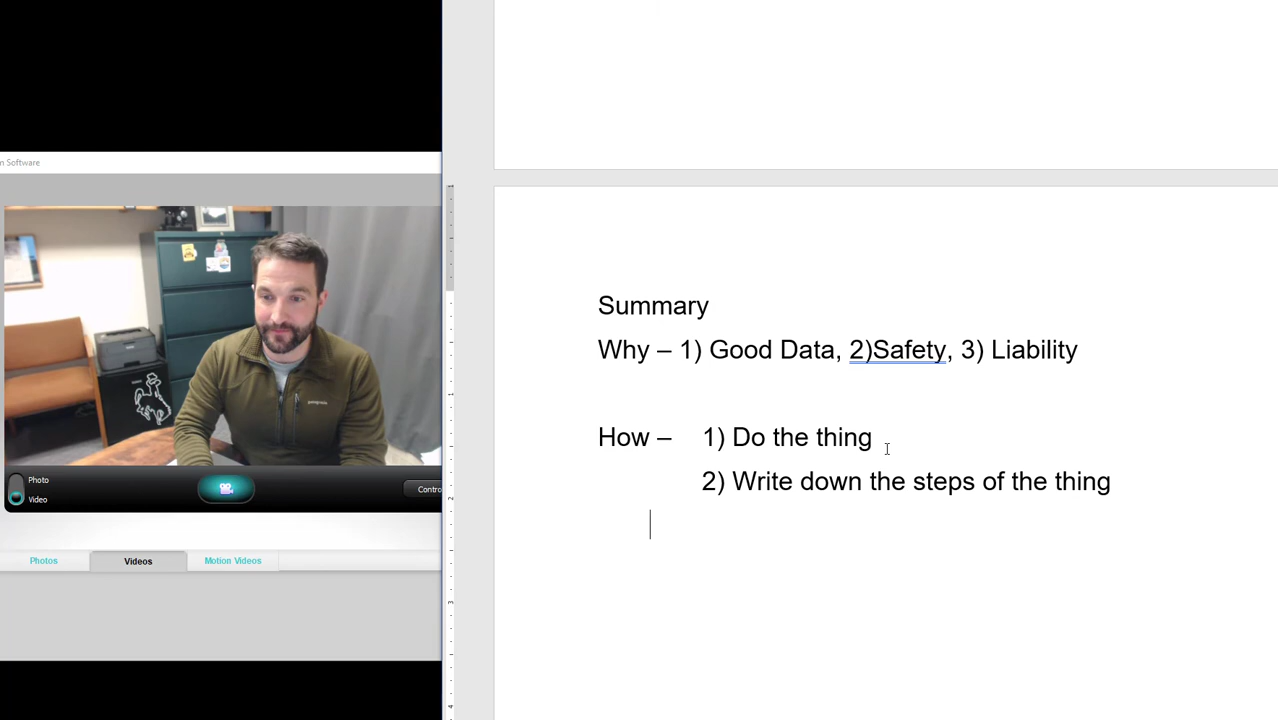 n Software
Photo
Video
Contro
Photos
Videos
Motion Videos
Summary
Why – 1) Good Data, 2)Safety, 3) Liability
How – 1) Do the thing
2) Write down the steps of the thing